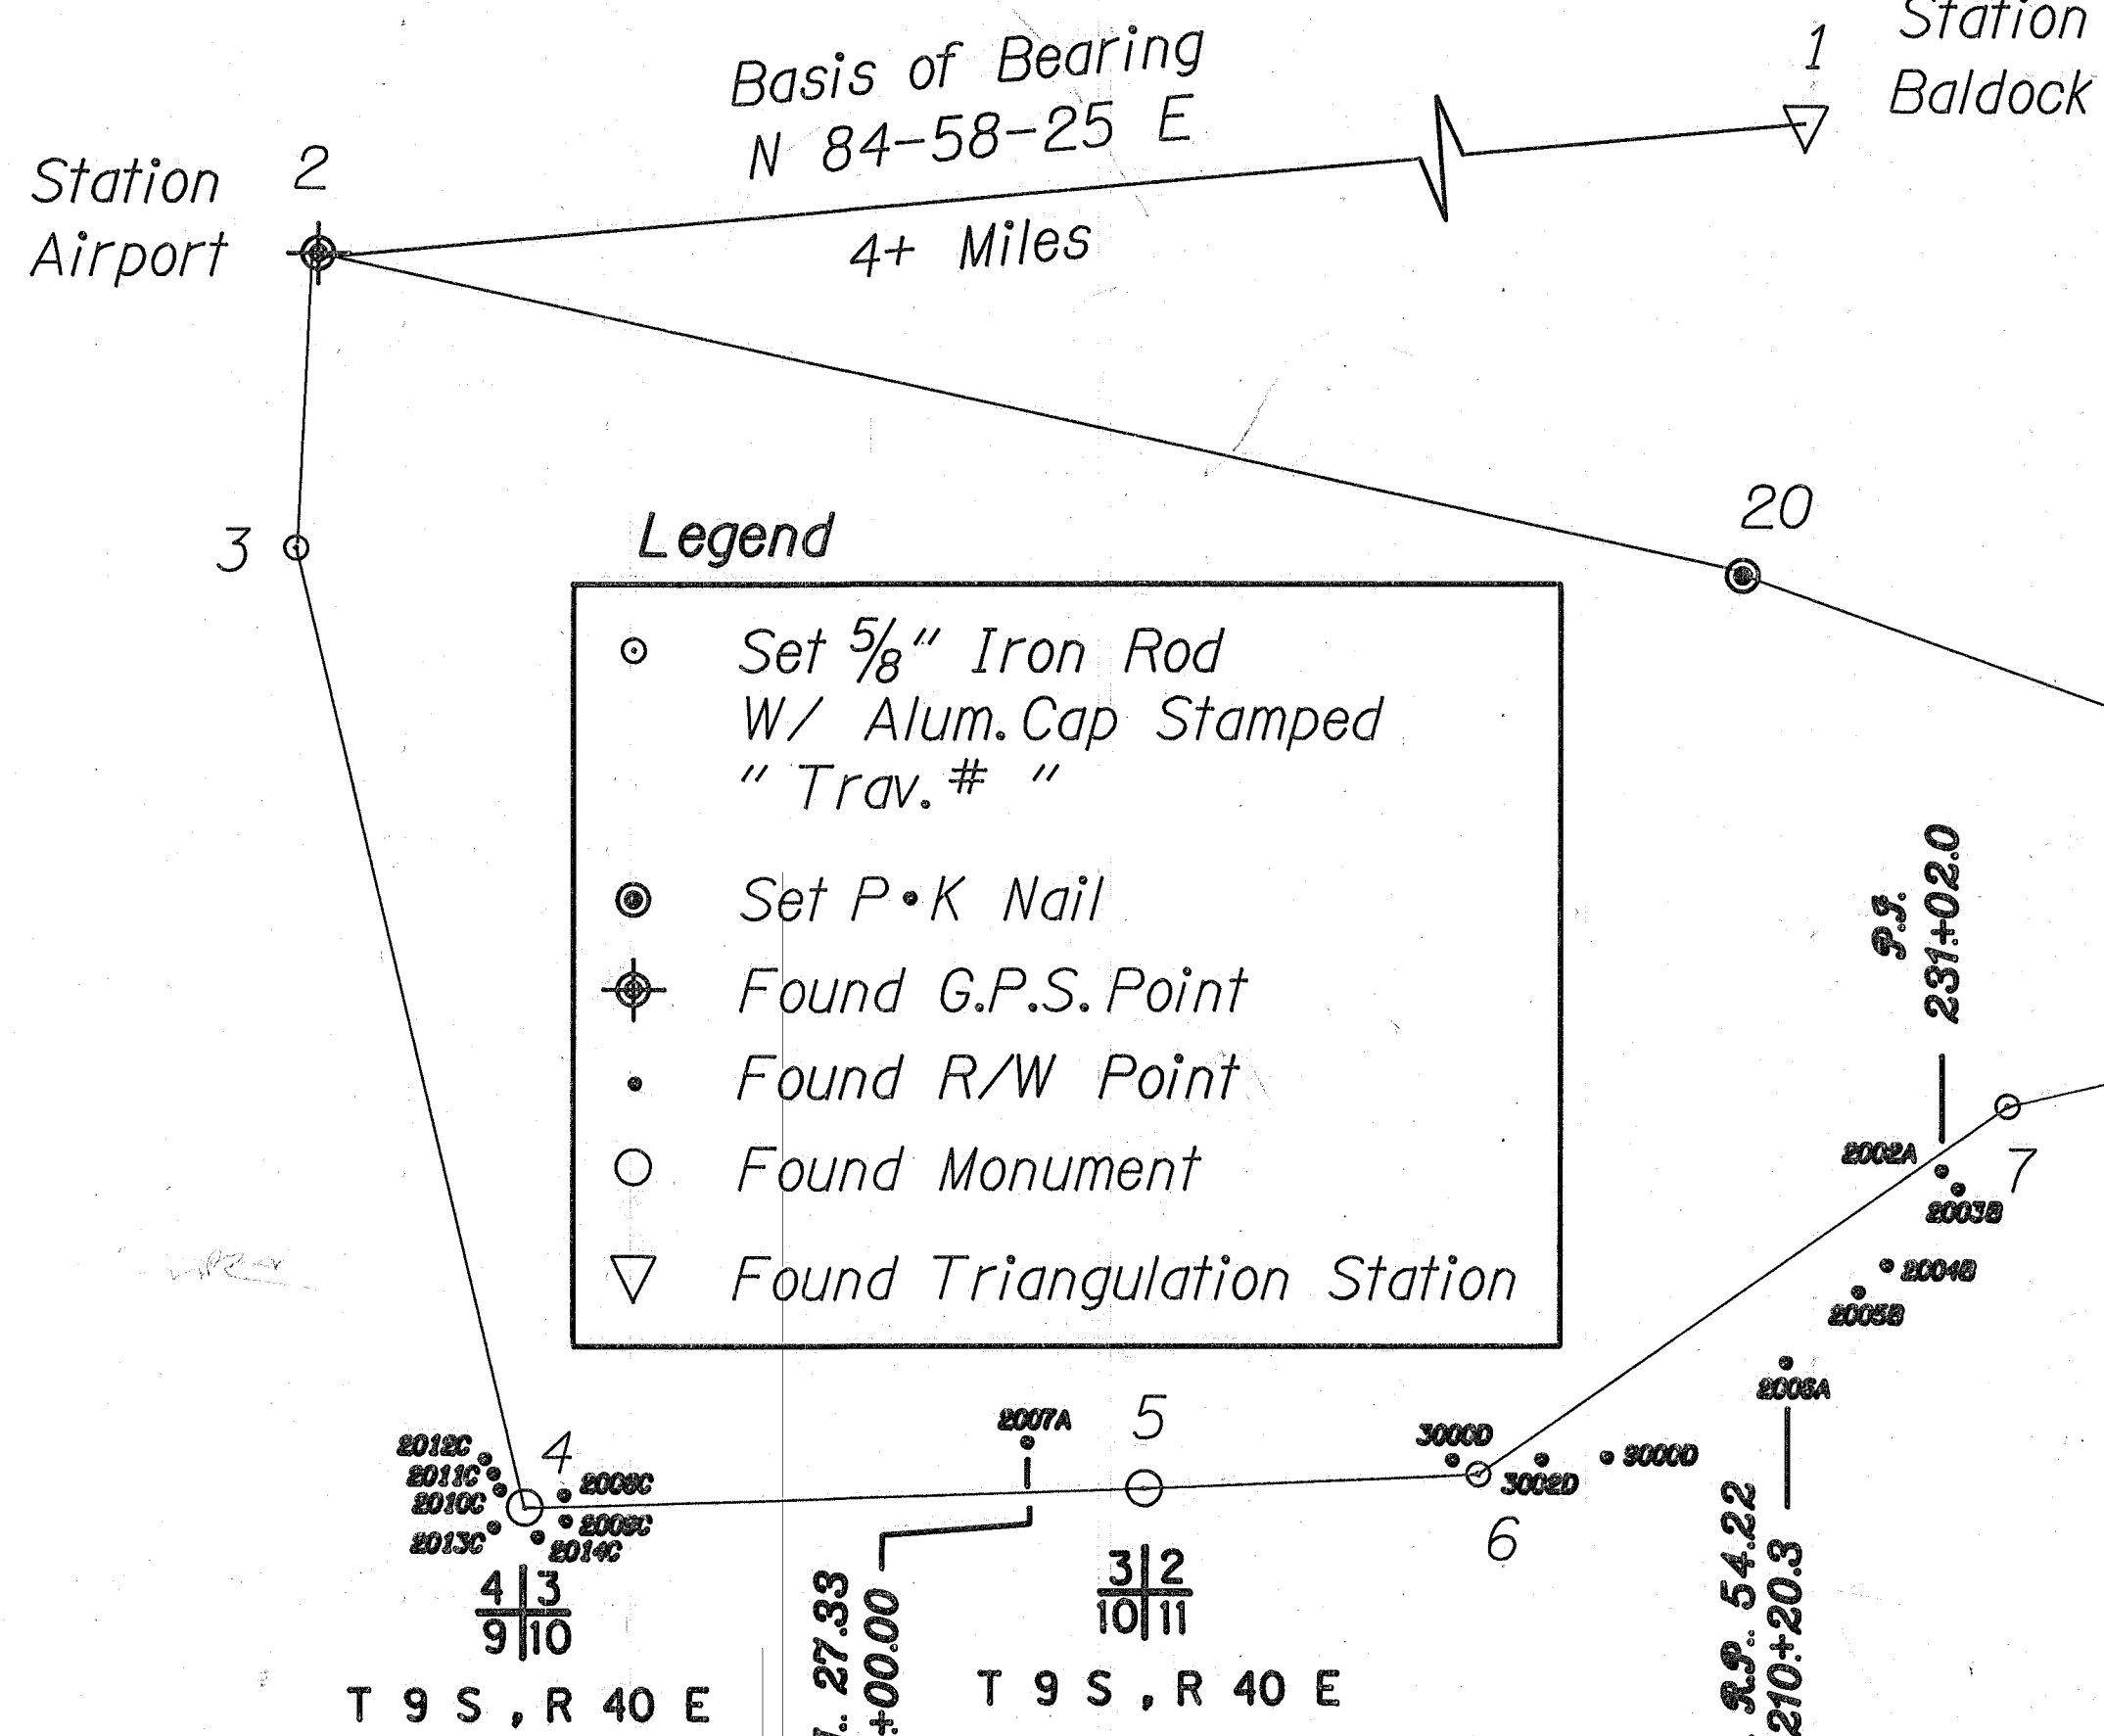 Station
Baldock
1
Basis of Bearing
N 84-58-25 E
4+ Miles
Station
Airport
2
20
3
Legend
Set 5/8" Iron Rod
W/ Alum. Cap Stamped
" Trav. # "
Set P•K Nail
Found G.P.S. Point
Found R/W Point
Found Monument
Found Triangulation Station
P.I.
231+02.0
7
2002A
2003B
2004B
2005B
2006A
2007A
5
3000D
3002D
6
4
2012C
2011C
2010C
2013C
2008C
2009C
2014C
4 3
9 10
3 2
10 11
T 9 S , R 40 E
T 9 S , R 40 E
27.33
+00.00
R.P. 54.22
210+20.3